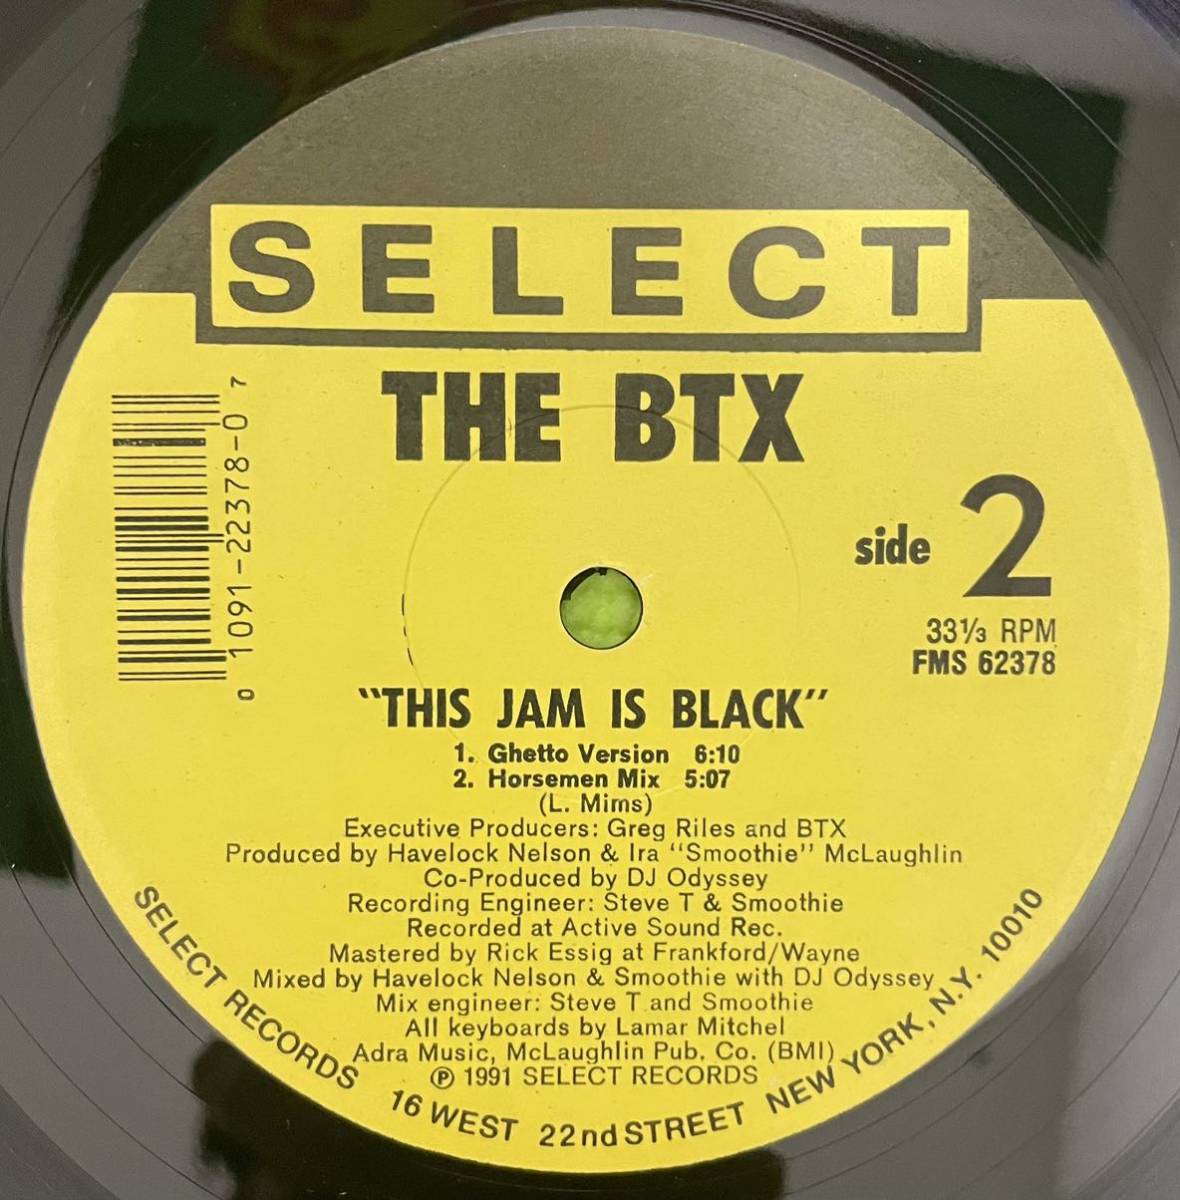 SELECT
THE BTX
0 1091-22378-0 7
side 2
33⅓ RPM
FMS 62378
"THIS JAM IS BLACK"
1. Ghetto Version 6:10
2. Horsemen Mix 5:07
(L. Mims)
Executive Producers: Greg Riles and BTX
Produced by Havelock Nelson & Ira "Smoothie" McLaughlin
Co-Produced by DJ Odyssey
Recording Engineer: Steve T & Smoothie
Recorded at Active Sound Rec.
Mastered by Rick Essig at Frankford/Wayne
Mixed by Havelock Nelson & Smoothie with DJ Odyssey
Mix engineer: Steve T and Smoothie
All keyboards by Lamar Mitchel
Adra Music, McLaughlin Pub. Co. (BMI)
℗ 1991 SELECT RECORDS
SELECT RECORDS 16 WEST 22nd STREET NEW YORK, N.Y. 10010